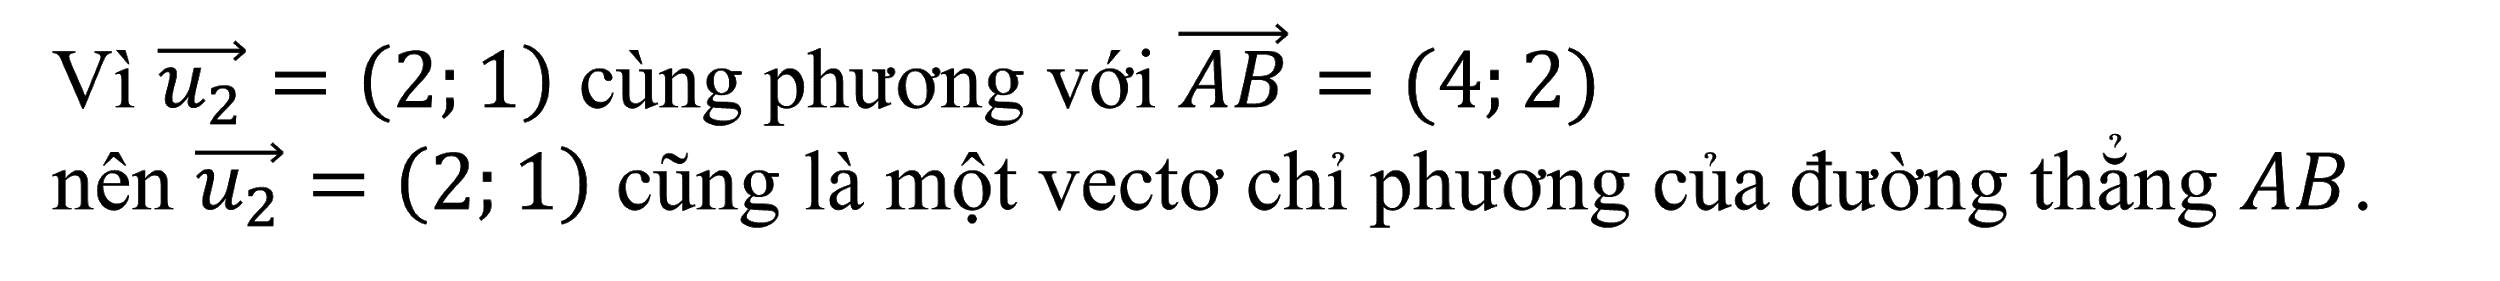 Vì $\overrightarrow{u_2} = (2; 1)$ cùng phương với $\overrightarrow{AB} = (4; 2)$
nên $\overrightarrow{u_2} = (2; 1)$ cũng là một vectơ chỉ phương của đường thẳng $AB$.